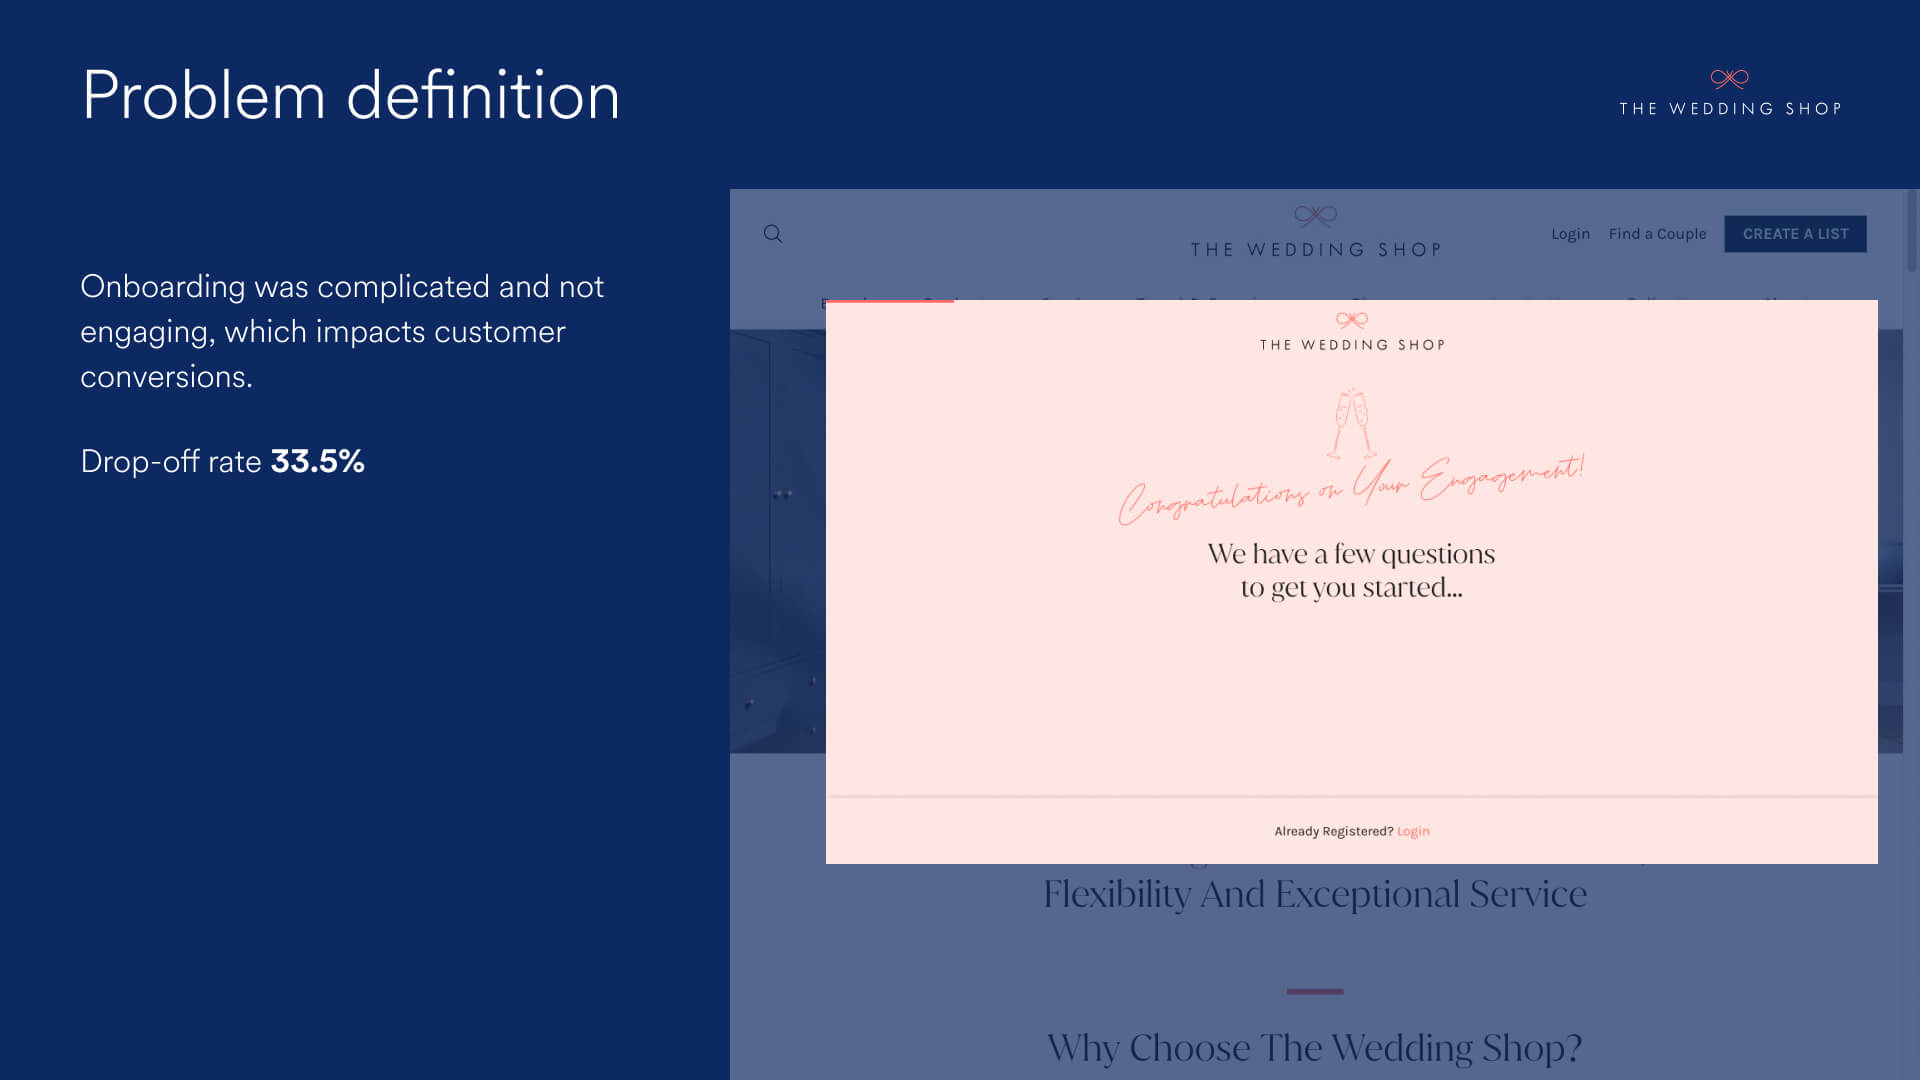 Problem definition
THE WEDDING SHOP
Onboarding was complicated and not
engaging, which impacts customer
conversions.
Drop-off rate 33.5%
THE WEDDING SHOP
Login Find a Couple CREATE A LIST
THE WEDDING SHOP
Congratulations on Your Engagement!
We have a few questions
to get you started...
Already Registered? Login
Flexibility And Exceptional Service
Why Choose The Wedding Shop?